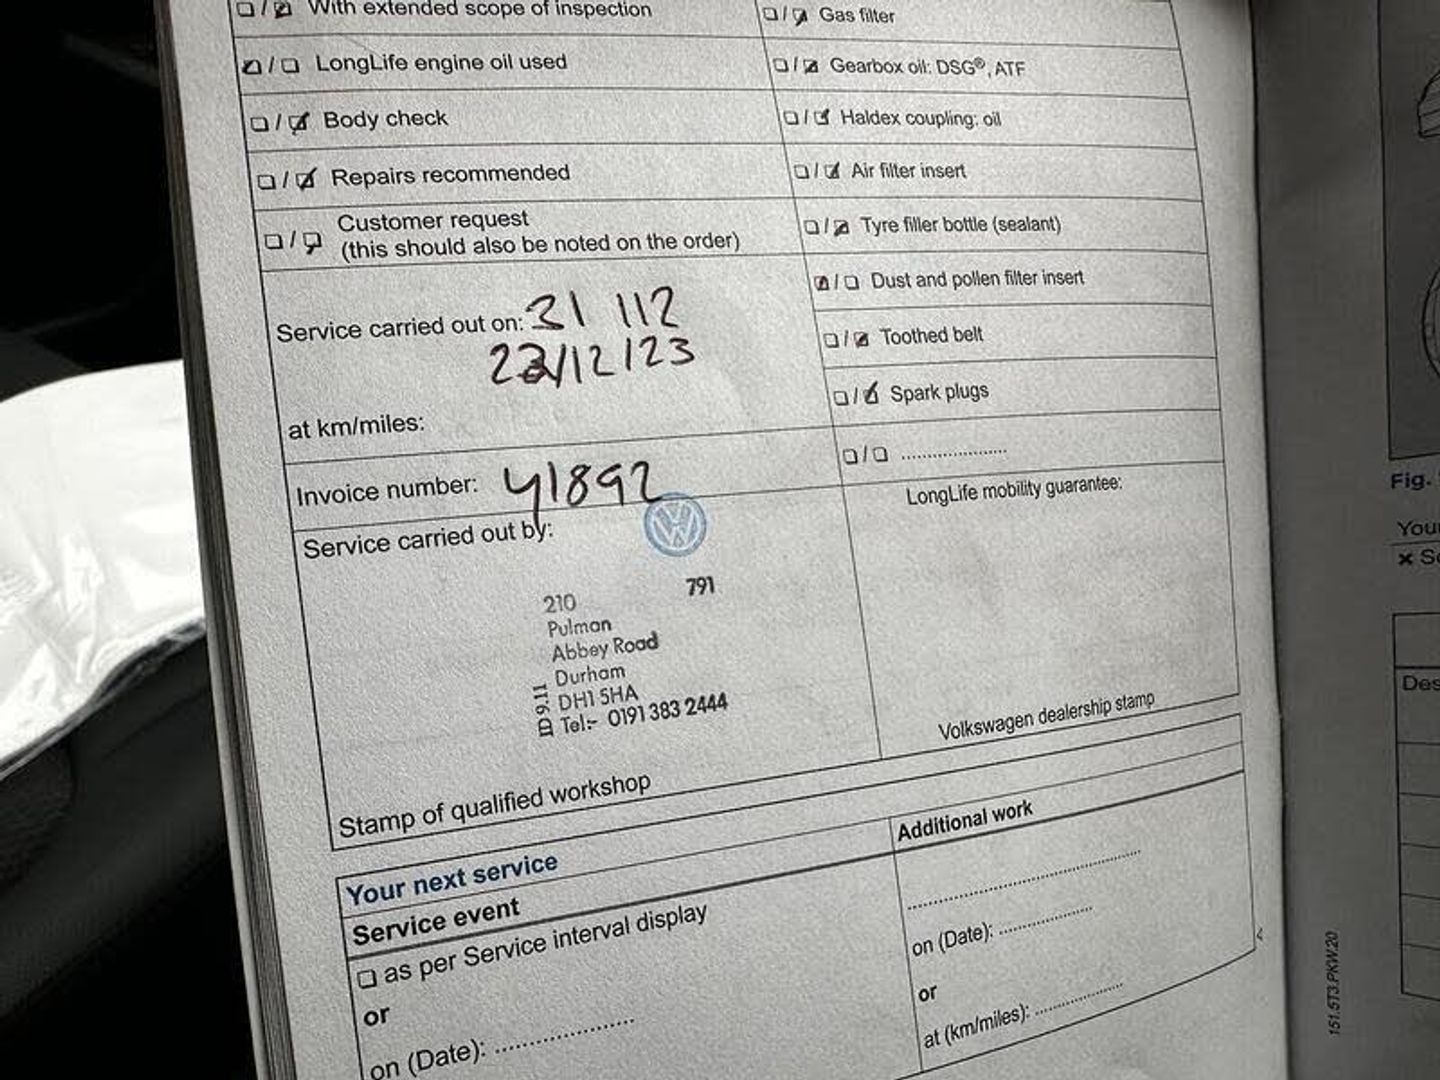 With extended scope of inspection
LongLife engine oil used
Body check
Repairs recommended
Customer request
(this should also be noted on the order)
Service carried out on: 31 112
22/12/23
at km/miles:
Invoice number: 41892
Service carried out by:
VW
210 791
Pulman
Abbey Road
Durham
DH1 5HA
Tel:- 0191 383 2444
Stamp of qualified workshop
Gas filter
Gearbox oil: DSG®, ATF
Haldex coupling: oil
Air filter insert
Tyre filler bottle (sealant)
Dust and pollen filter insert
Toothed belt
Spark plugs
....................
LongLife mobility guarantee:
Volkswagen dealership stamp
Your next service
Service event
as per Service interval display
or
on (Date): ....................
Additional work
....................
on (Date): ....................
or
at (km/miles): ....................
151.5T3.PKW.20
Fig.